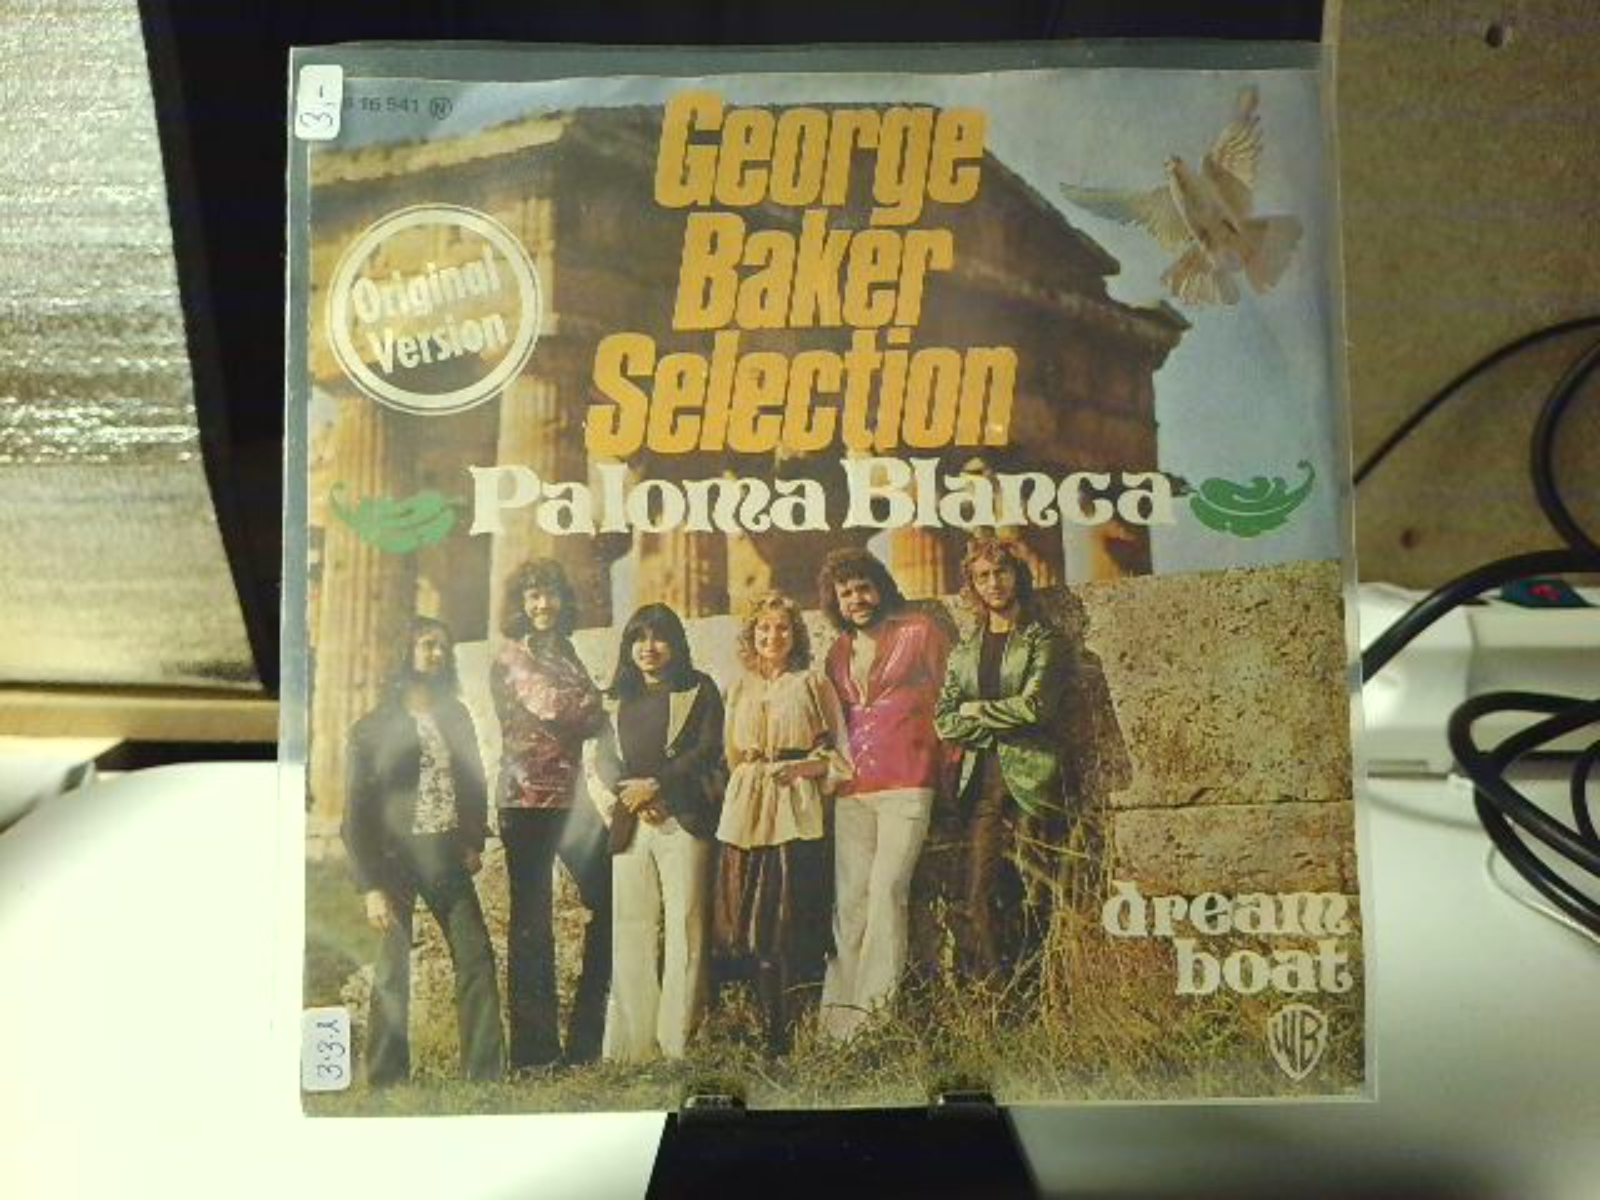 3,-
16 541 N
George
Baker
Selection
Original
Version
Paloma Blanca
dream
boat
WB
3.3.1